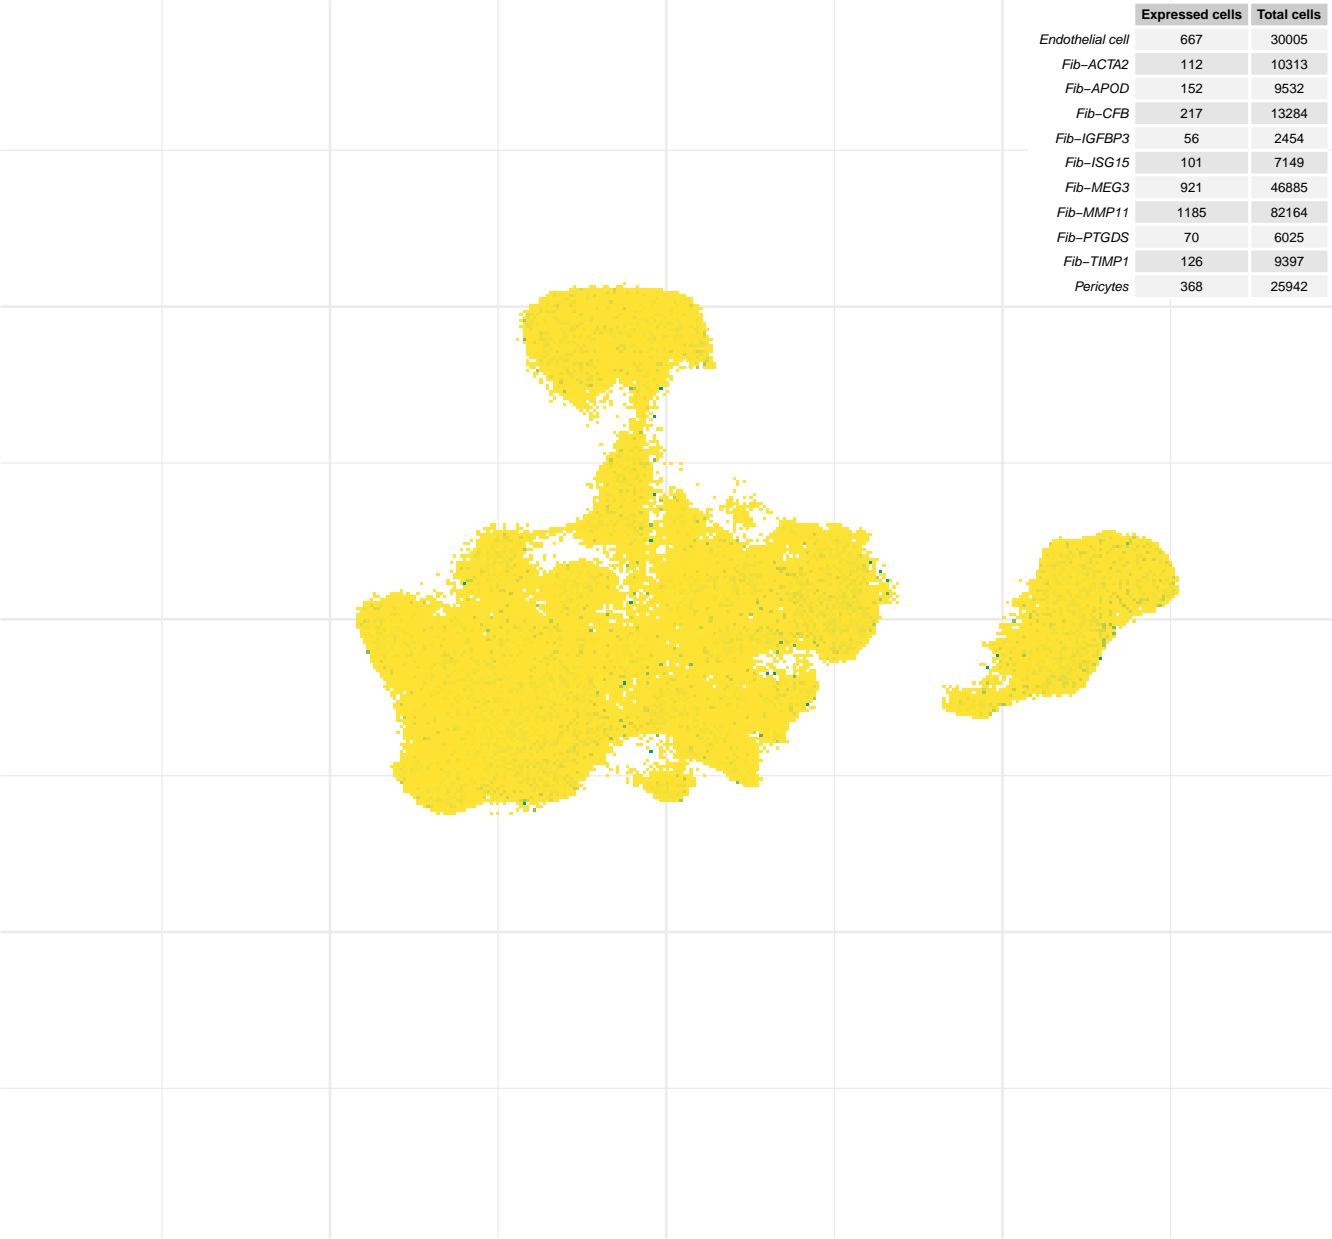 Expressed cells Total cells
Endothelial cell 667 30005
Fib−ACTA2 112 10313
Fib−APOD 152 9532
Fib−CFB 217 13284
Fib−IGFBP3 56 2454
Fib−ISG15 101 7149
Fib−MEG3 921 46885
Fib−MMP11 1185 82164
Fib−PTGDS 70 6025
Fib−TIMP1 126 9397
Pericytes 368 25942